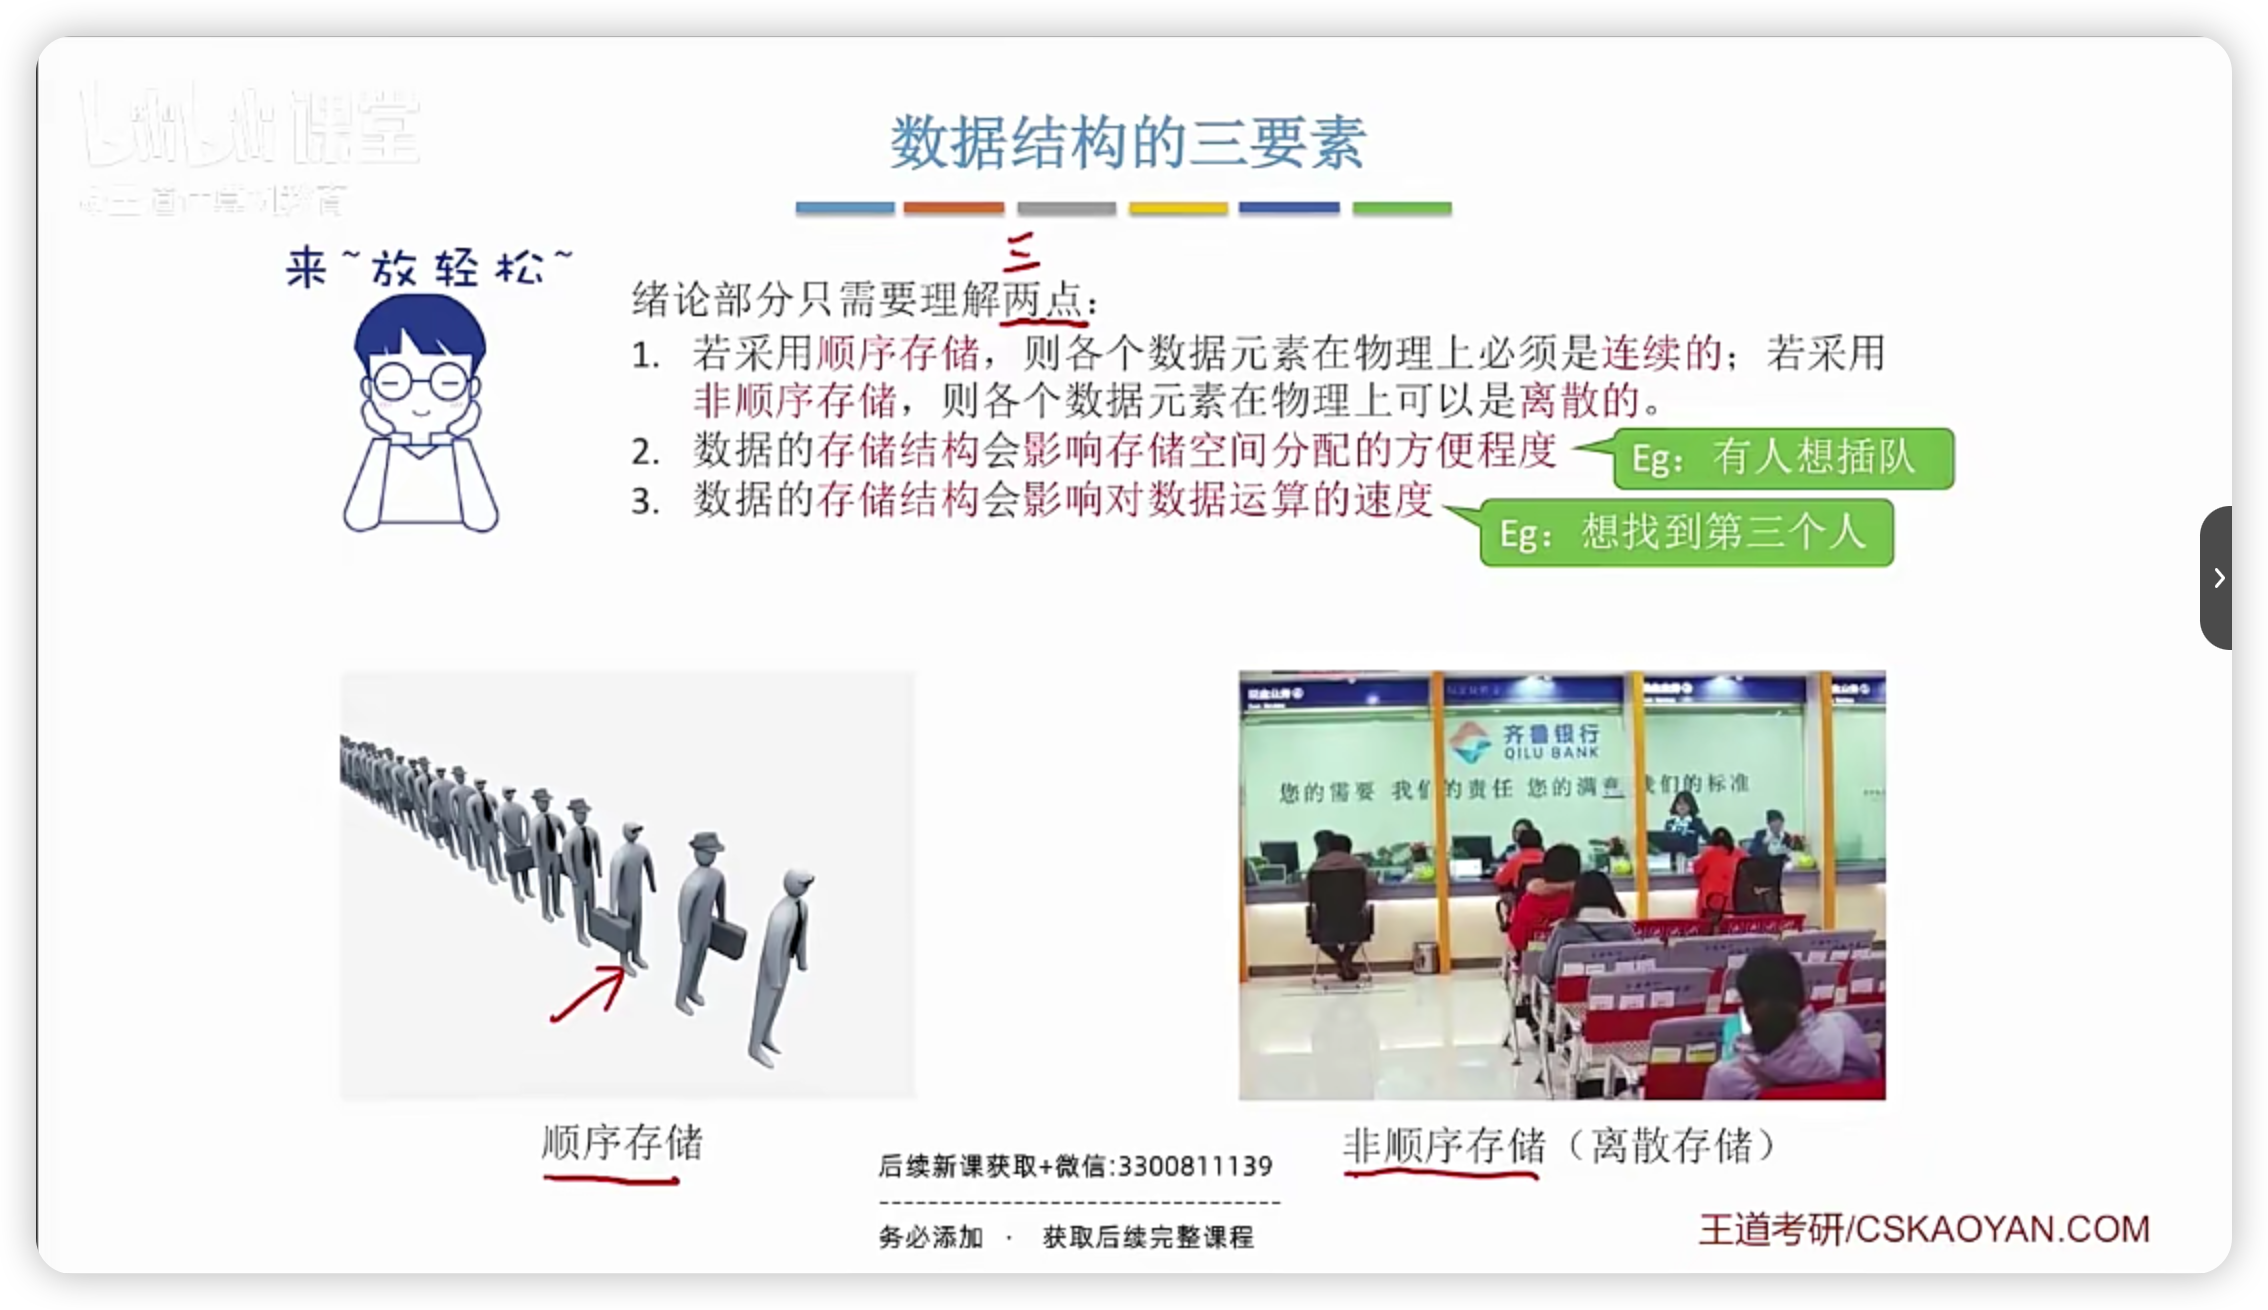 课堂
数据结构的三要素
来~放轻松~
三
绪论部分只需要理解两点：
1. 若采用顺序存储，则各个数据元素在物理上必须是连续的；若采用
非顺序存储，则各个数据元素在物理上可以是离散的。
2. 数据的存储结构会影响存储空间分配的方便程度
Eg：有人想插队
3. 数据的存储结构会影响对数据运算的速度
Eg：想找到第三个人
齐鲁银行
QILU BANK
您的需要 我们的责任 您的满意 我们的标准
顺序存储
非顺序存储（离散存储）
后续新课获取+微信:3300811139
--------------------------------
务必添加 · 获取后续完整课程
王道考研/CSKAOYAN.COM